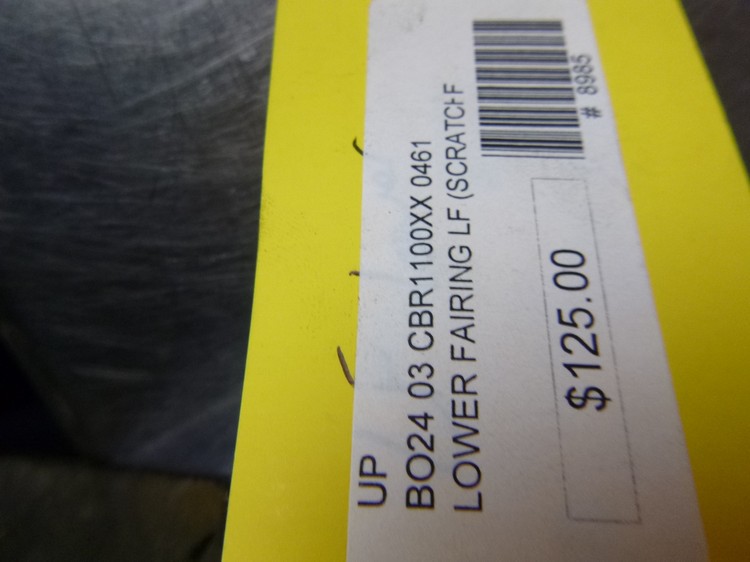 UP
BO24 03 CBR1100XX 0461
LOWER FAIRING LF (SCRATCH F
# 8985
$125.00